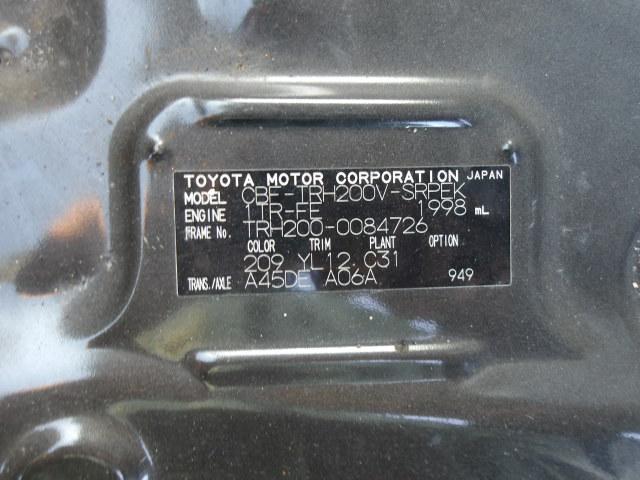 TOYOTA MOTOR CORPORATION JAPAN
MODEL CBF-TRH200V-SRPEK
ENGINE 1TR-FE 1998 mL
FRAME No. TRH200-0084726
COLOR TRIM PLANT OPTION
209 YL12 C31
TRANS./AXLE A45DE A06A 949